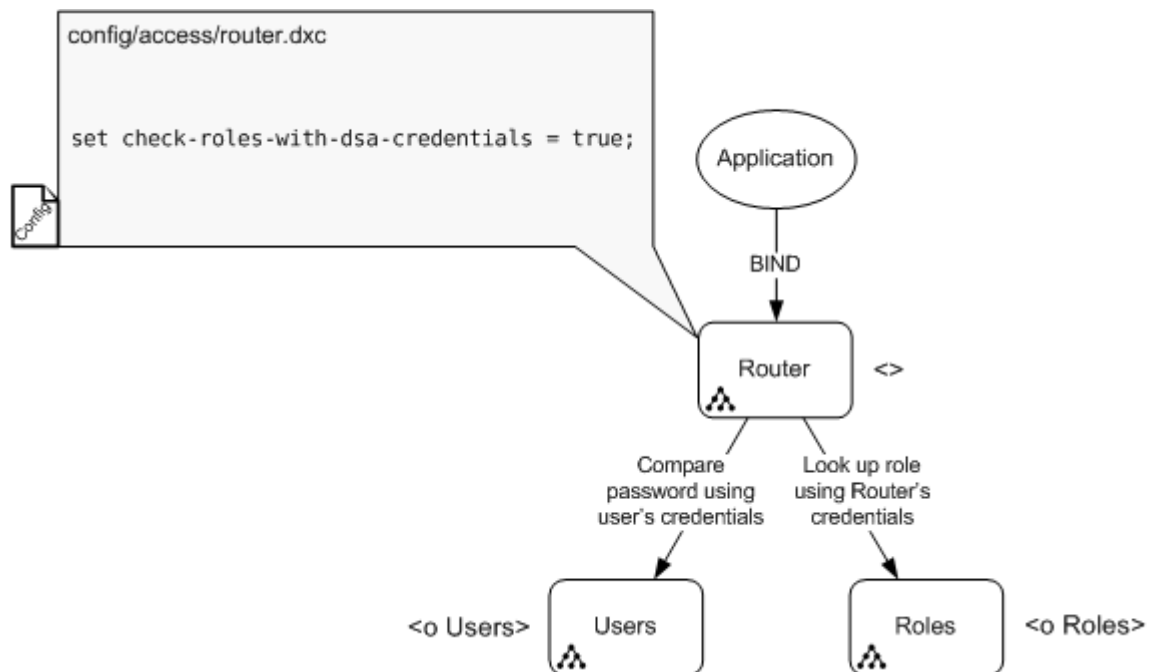 config/access/router.dxc
set check-roles-with-dsa-credentials = true;
Config
Application
BIND
Router
<>
Compare
password using
user's credentials
Look up role
using Router's
credentials
<o Users>
Users
Roles
<o Roles>